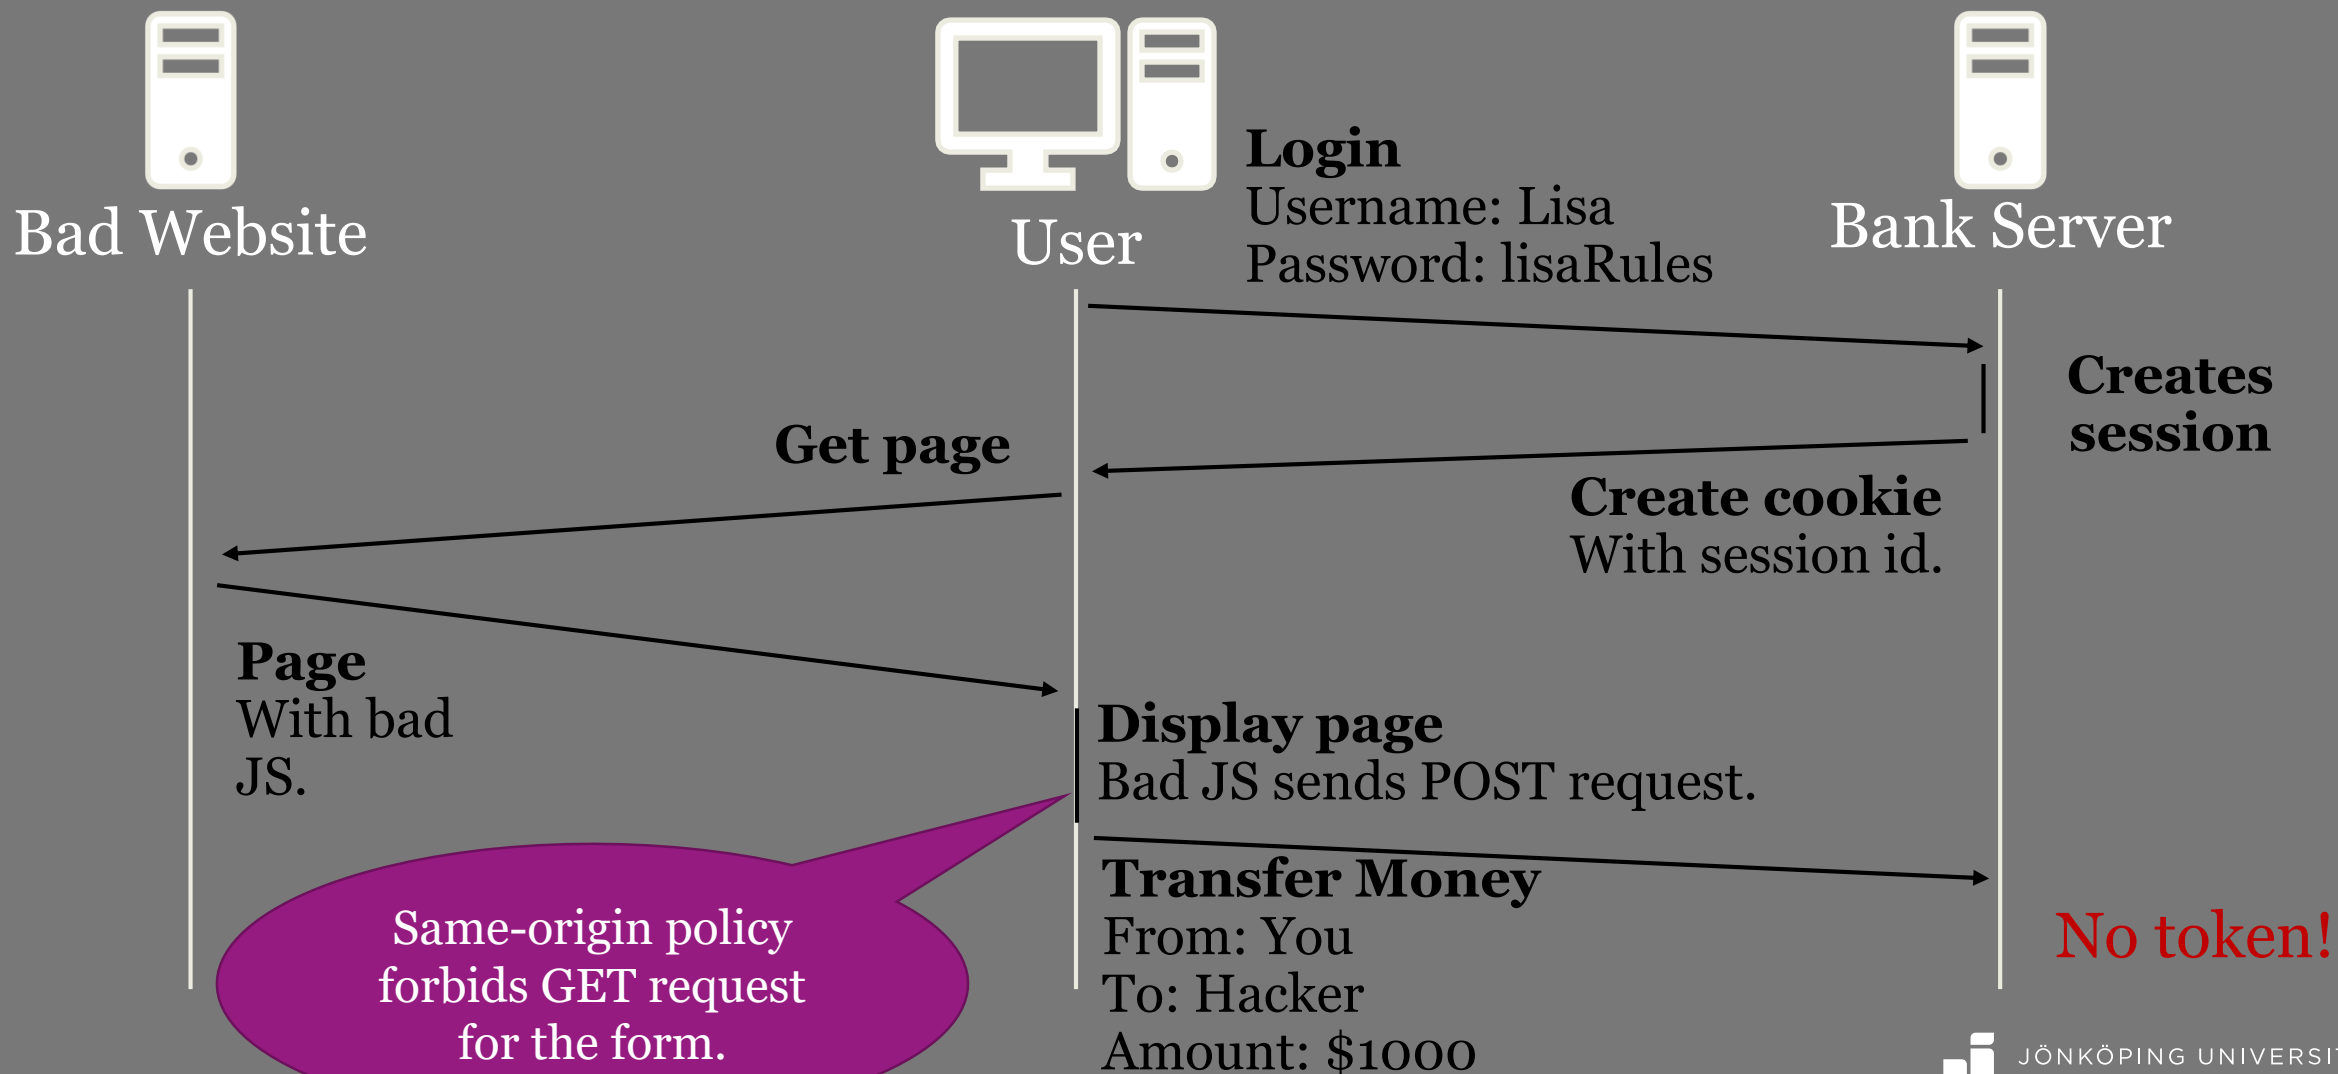 Bad Website
User
Bank Server
Login
Username: Lisa
Password: lisaRules
Creates
session
Create cookie
With session id.
Get page
Page
With bad
JS.
Display page
Bad JS sends POST request.
Same-origin policy
forbids GET request
for the form.
Transfer Money
From: You
To: Hacker
Amount: $1000
No token!
JÖNKÖPING UNIVERSIT